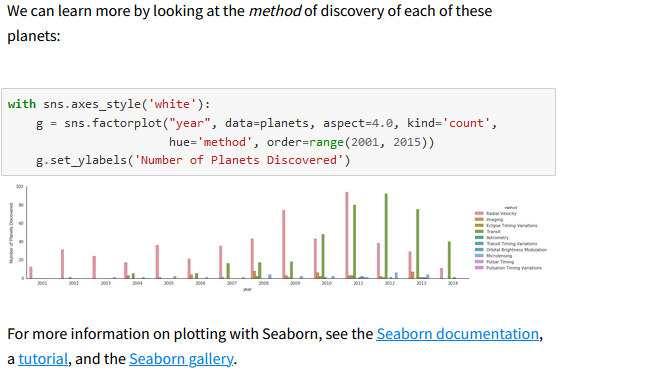 We can learn more by looking at the method of discovery of each of these
planets:
with sns.axes_style('white'):
g = sns.factorplot("year", data=planets, aspect=4.0, kind='count',
hue='method', order=range(2001, 2015))
g.set_ylabels('Number of Planets Discovered')
100
80
60
40
20
0
Number of Planets Discovered
2001 2002 2003 2004 2005 2006 2007 2008 2009 2010 2011 2012 2013 2014
year
method
Radial Velocity
Imaging
Eclipse Timing Variations
Transit
Astrometry
Transit Timing Variations
Orbital Brightness Modulation
Microlensing
Pulsar Timing
Pulsation Timing Variations
For more information on plotting with Seaborn, see the Seaborn documentation,
a tutorial, and the Seaborn gallery.